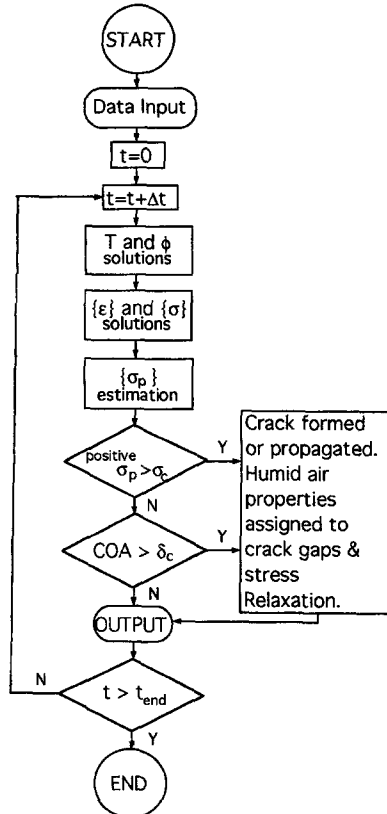 START
Data Input
t=0
t=t+Δt
T and ϕ
solutions
{ε} and {σ}
solutions
{σp}
estimation
positive
σp>σc
Y
N
Crack formed
or propagated.
Humid air
properties
assigned to
crack gaps &
stress
Relaxation.
COA > δc
Y
N
OUTPUT
N
t > tend
Y
END